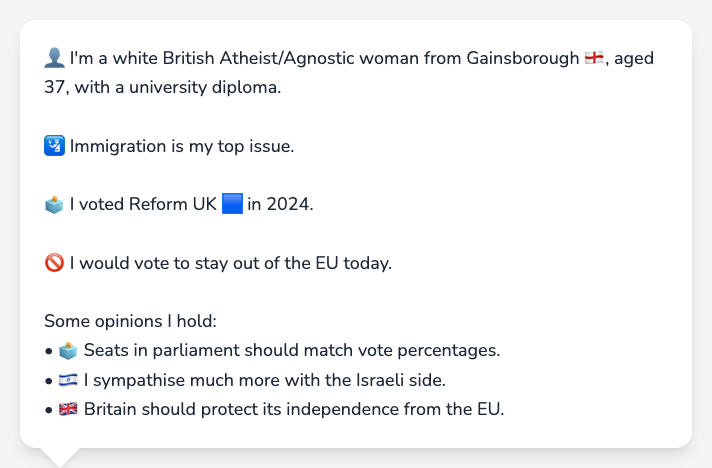 👤 I'm a white British Atheist/Agnostic woman from Gainsborough 🏴󠁧󠁢󠁥󠁮󠁧󠁿, aged
37, with a university diploma.
🛂 Immigration is my top issue.
🗳️ I voted Reform UK 🟦 in 2024.
🚫 I would vote to stay out of the EU today.
Some opinions I hold:
• 🗳️ Seats in parliament should match vote percentages.
• 🇮🇱 I sympathise much more with the Israeli side.
• 🇬🇧 Britain should protect its independence from the EU.